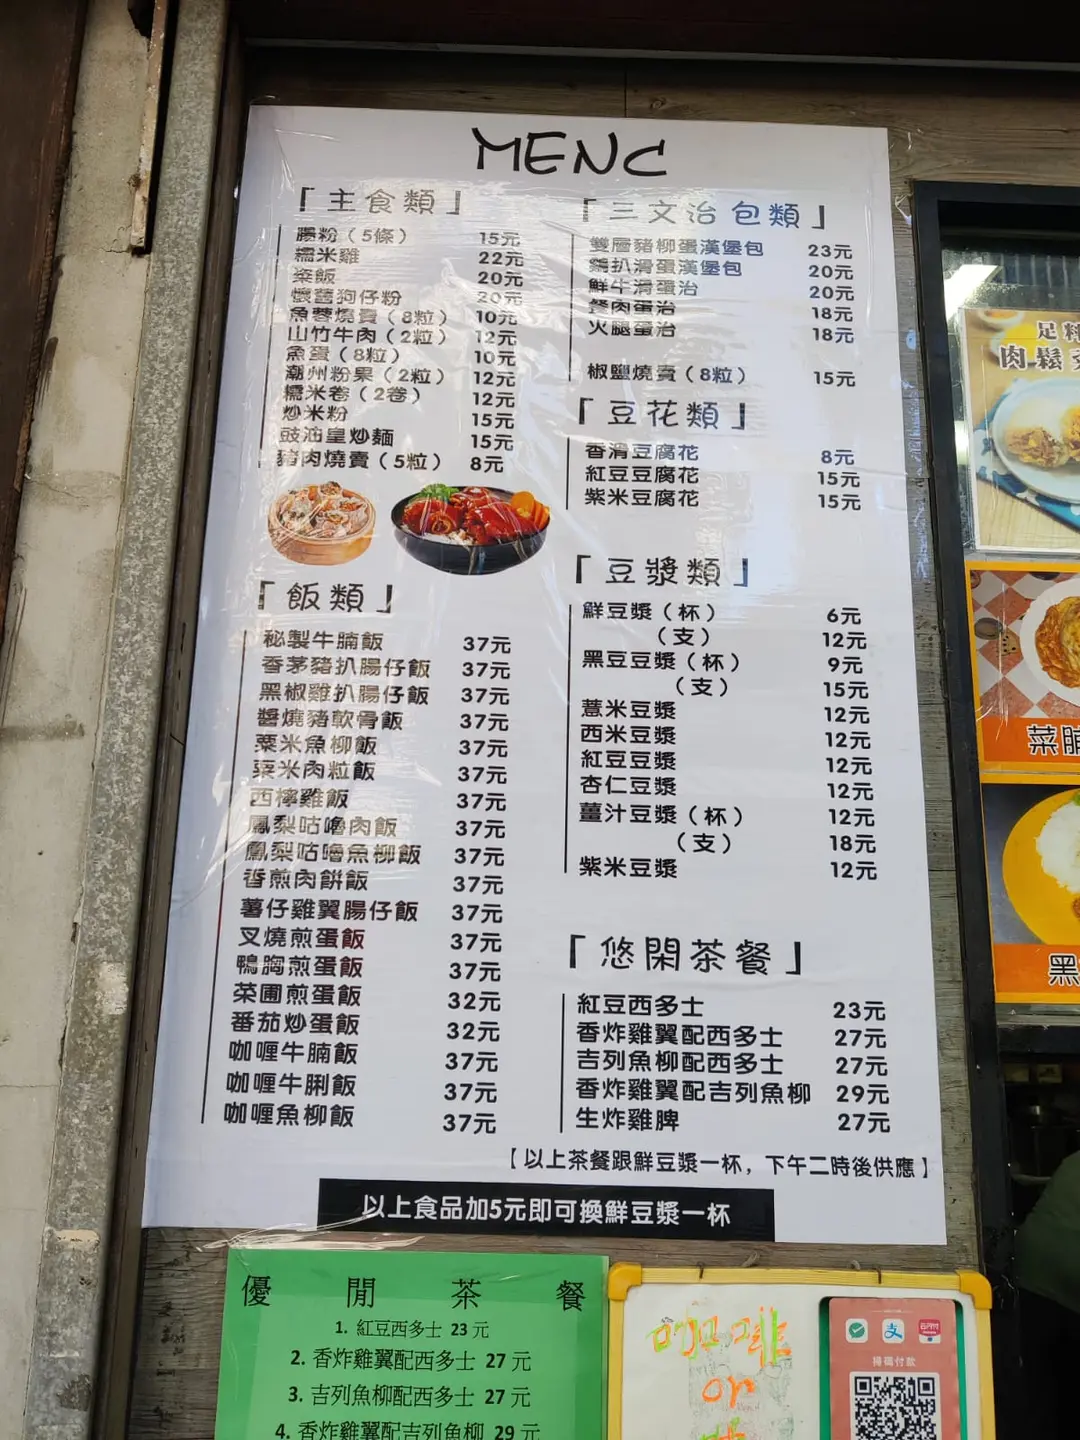 MENC
「主食類」
腸粉（5條） 15元
糯米雞 22元
粢飯 20元
懷舊狗仔粉 20元
魚蓉燒賣（8粒） 10元
山竹牛肉（2粒） 12元
魚蛋（8粒） 10元
潮州粉果（2粒） 12元
糯米卷（2卷） 12元
炒米粉 15元
豉油皇炒麵 15元
豬肉燒賣（5粒） 8元
「飯類」
秘製牛腩飯 37元
香茅豬扒腸仔飯 37元
黑椒雞扒腸仔飯 37元
醬燒豬軟骨飯 37元
粟米魚柳飯 37元
粟米肉粒飯 37元
西檸雞飯 37元
鳳梨咕嚕肉飯 37元
鳳梨咕嚕魚柳飯 37元
香煎肉餅飯 37元
薯仔雞翼腸仔飯 37元
叉燒煎蛋飯 37元
鴨胸煎蛋飯 37元
菜圃煎蛋飯 32元
番茄炒蛋飯 32元
咖喱牛腩飯 37元
咖喱牛脷飯 37元
咖喱魚柳飯 37元
「三文治包類」
雙層豬柳蛋漢堡包 23元
鷄扒滑蛋漢堡包 20元
鮮牛滑蛋治 20元
餐肉蛋治 18元
火腿蛋治 18元
椒鹽燒賣（8粒） 15元
「豆花類」
香滑豆腐花 8元
紅豆豆腐花 15元
紫米豆腐花 15元
「豆漿類」
鮮豆漿（杯） 6元
（支） 12元
黑豆豆漿（杯） 9元
（支） 15元
薏米豆漿 12元
西米豆漿 12元
紅豆豆漿 12元
杏仁豆漿 12元
薑汁豆漿（杯） 12元
（支） 18元
紫米豆漿 12元
「悠閑茶餐」
紅豆西多士 23元
香炸雞翼配西多士 27元
吉列魚柳配西多士 27元
香炸雞翼配吉列魚柳 29元
生炸雞髀 27元
【以上茶餐跟鮮豆漿一杯，下午二時後供應】
以上食品加5元即可換鮮豆漿一杯
優閒茶餐
1. 紅豆西多士 23 元
2. 香炸雞翼配西多士 27 元
3. 吉列魚柳配西多士 27 元
4. 香炸雞翼配吉列魚柳 29 元
咖啡
or
掃碼付款
足料
肉鬆
菜脯
黑